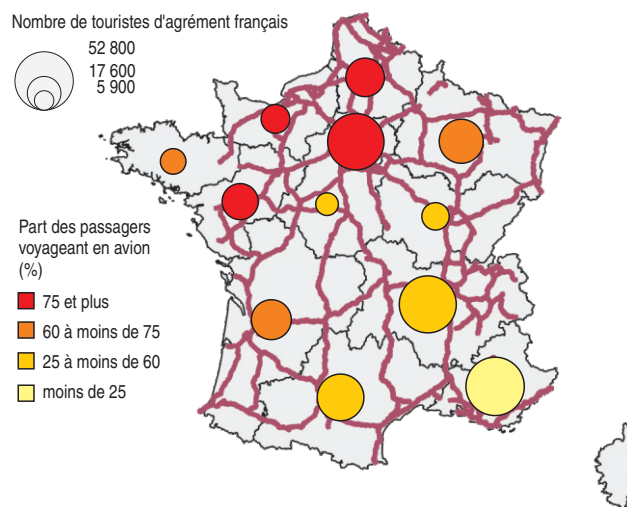 Nombre de touristes d'agrément français
52 800
17 600
5 900
Part des passagers
voyageant en avion
(%)
75 et plus
60 à moins de 75
25 à moins de 60
moins de 25